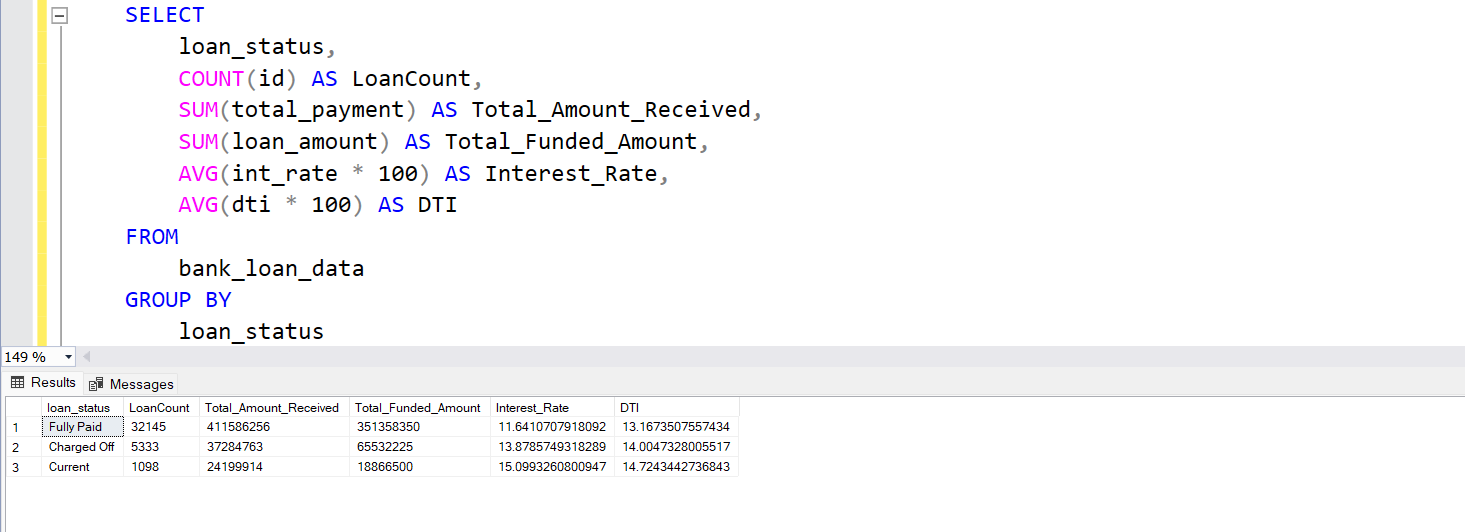 SELECT
loan_status,
COUNT(id) AS LoanCount,
SUM(total_payment) AS Total_Amount_Received,
SUM(loan_amount) AS Total_Funded_Amount,
AVG(int_rate * 100) AS Interest_Rate,
AVG(dti * 100) AS DTI
FROM
bank_loan_data
GROUP BY
loan_status
149 %
Results Messages
loan_status LoanCount Total_Amount_Received Total_Funded_Amount Interest_Rate DTI
1 Fully Paid 32145 411586256 351358350 11.6410707918092 13.1673507557434
2 Charged Off 5333 37284763 65532225 13.8785749318289 14.0047328005517
3 Current 1098 24199914 18866500 15.0993260800947 14.7243442736843